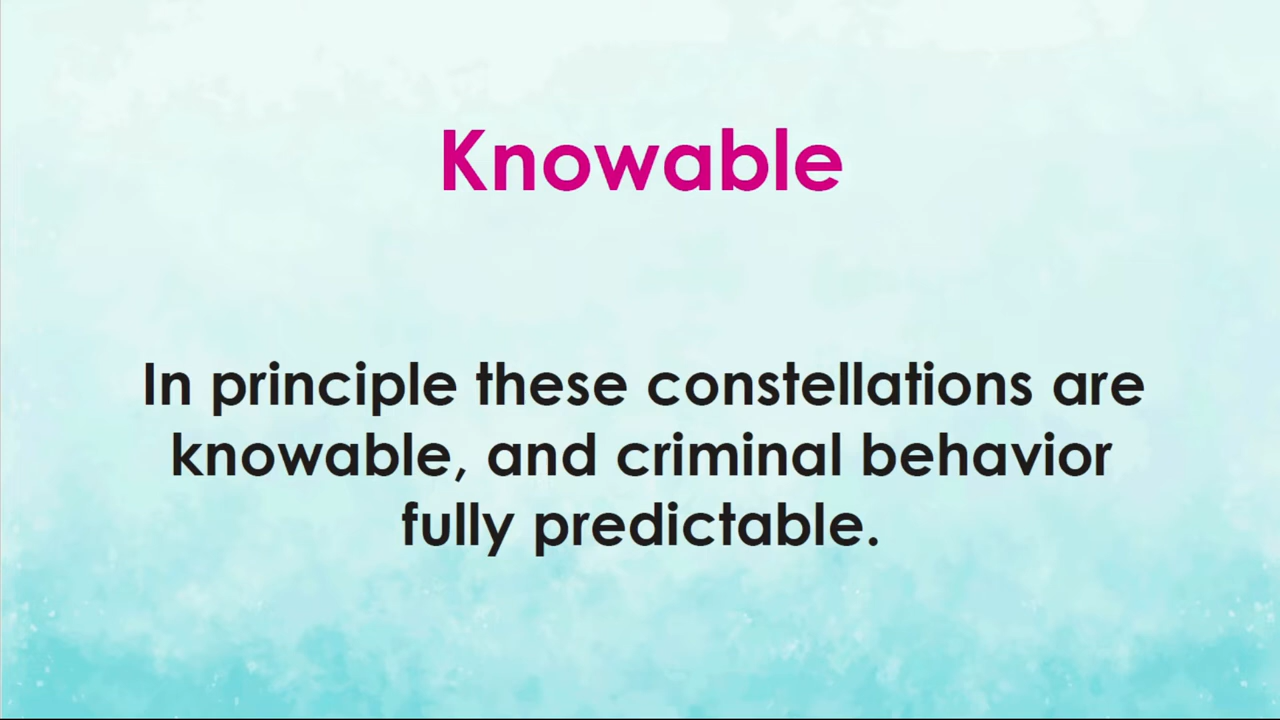 Knowable
In principle these constellations are
knowable, and criminal behavior
fully predictable.